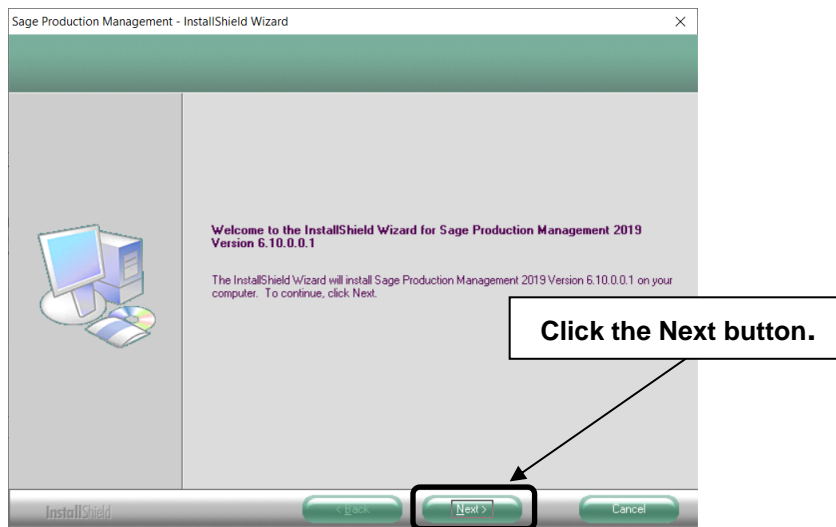 Sage Production Management - InstallShield Wizard
Welcome to the InstallShield Wizard for Sage Production Management 2019
Version 6.10.0.0.1
The InstallShield Wizard will install Sage Production Management 2019 Version 6.10.0.0.1 on your
computer. To continue, click Next.
Click the Next button.
InstallShield
< Back
Next >
Cancel